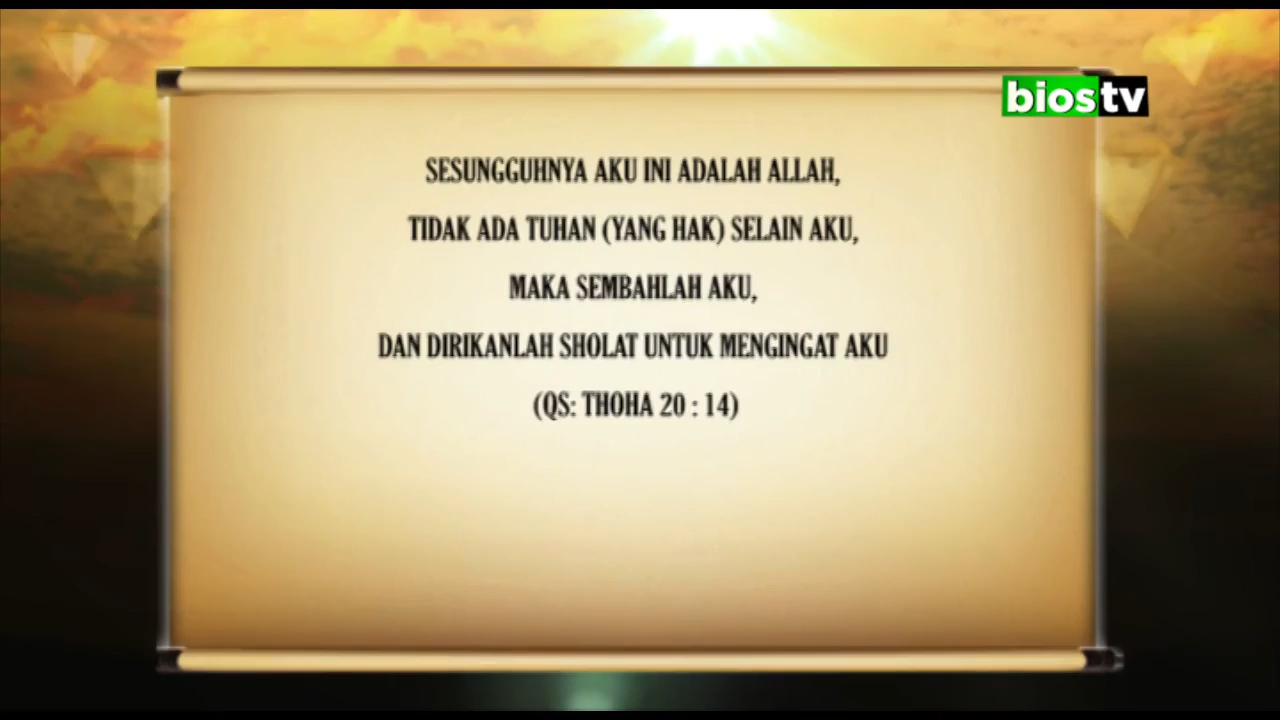 biostv
SESUNGGUHNYA AKU INI ADALAH ALLAH,
TIDAK ADA TUHAN (YANG HAK) SELAIN AKU,
MAKA SEMBAHLAH AKU,
DAN DIRIKANLAH SHOLAT UNTUK MENGINGAT AKU
(QS: THOHA 20 : 14)